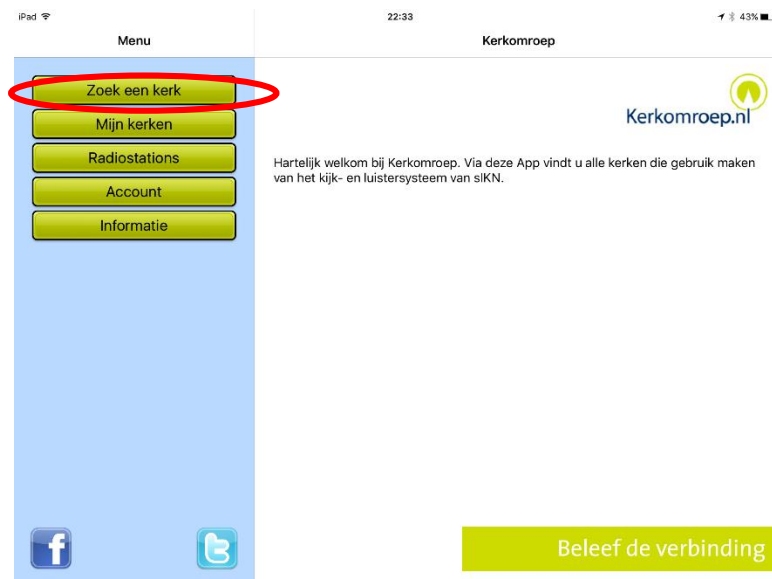 iPad 22:33 43%
Menu
Kerkomroep
Zoek een kerk
Mijn kerken
Radiostations
Account
Informatie
Kerkomroep.nl
Hartelijk welkom bij Kerkomroep. Via deze App vindt u alle kerken die gebruik maken
van het kijk- en luistersysteem van sIKN.
Beleef de verbinding